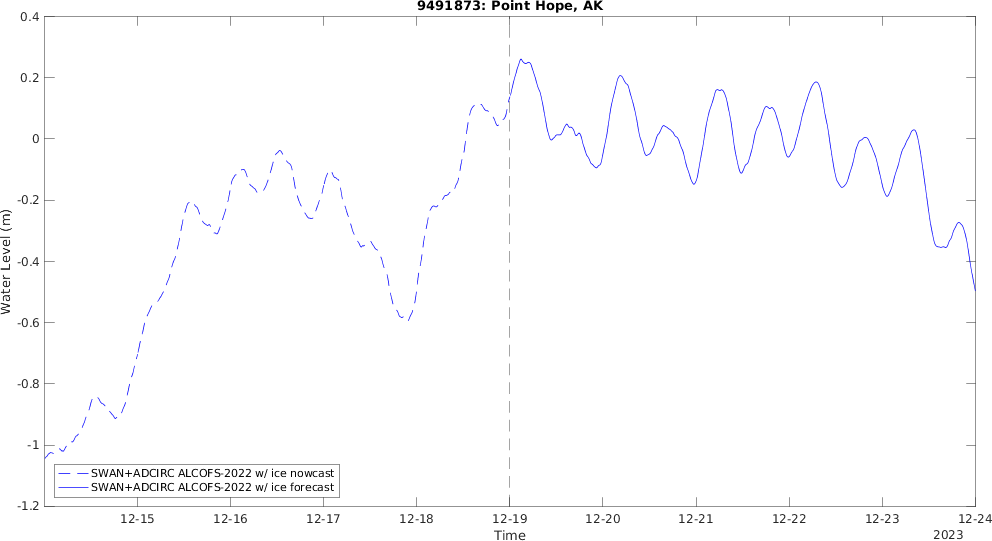 9491873: Point Hope, AK
0.4
0.2
0
-0.2
-0.4
-0.6
-0.8
-1
-1.2
Water Level (m)
SWAN+ADCIRC ALCOFS-2022 w/ ice nowcast
SWAN+ADCIRC ALCOFS-2022 w/ ice forecast
12-15 12-16 12-17 12-18 12-19 12-20 12-21 12-22 12-23 12-24
Time
2023